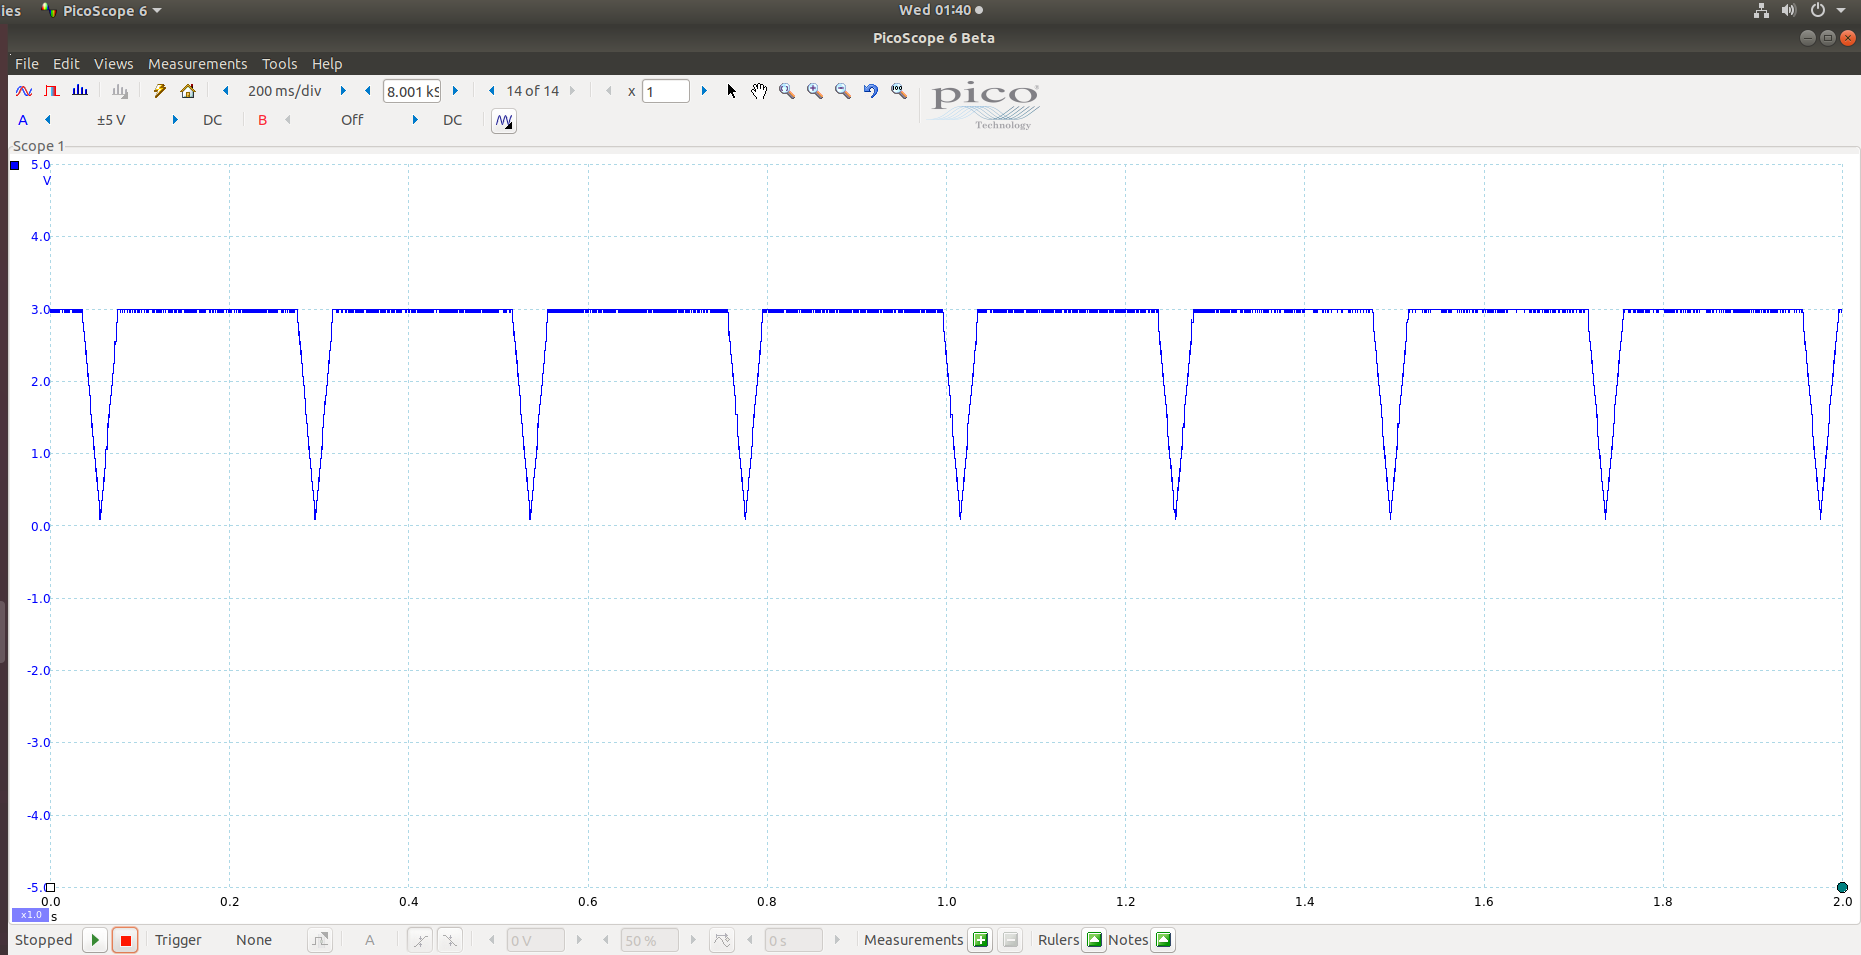 ies PicoScope 6 Wed 01:40
PicoScope 6 Beta
File Edit Views Measurements Tools Help
200 ms/div 8.001 kS 14 of 14 x 1
pico
Technology
A ±5 V DC B Off DC
Scope 1
5.0
V
4.0
3.0
2.0
1.0
0.0
-1.0
-2.0
-3.0
-4.0
-5.0
0.0 0.2 0.4 0.6 0.8 1.0 1.2 1.4 1.6 1.8 2.0
x1.0 s
Stopped Trigger None A 0 V 50 % 0 s Measurements Rulers Notes